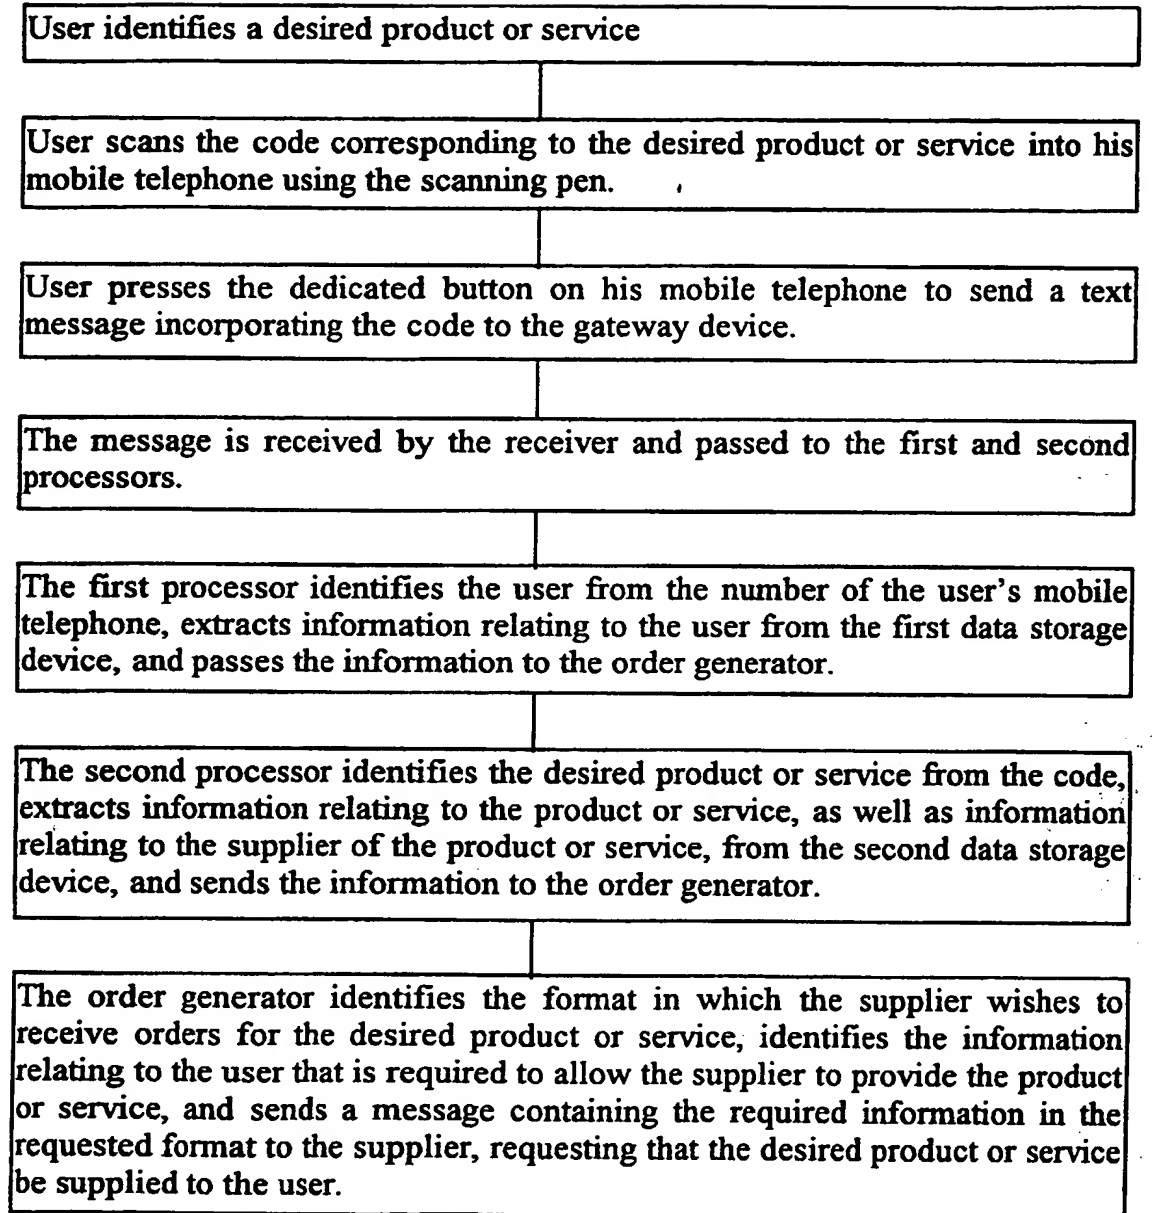 User identifies a desired product or service
User scans the code corresponding to the desired product or service into his
mobile telephone using the scanning pen.
User presses the dedicated button on his mobile telephone to send a text
message incorporating the code to the gateway device.
The message is received by the receiver and passed to the first and second
processors.
The first processor identifies the user from the number of the user's mobile
telephone, extracts information relating to the user from the first data storage
device, and passes the information to the order generator.
The second processor identifies the desired product or service from the code,
extracts information relating to the product or service, as well as information
relating to the supplier of the product or service, from the second data storage
device, and sends the information to the order generator.
The order generator identifies the format in which the supplier wishes to
receive orders for the desired product or service, identifies the information
relating to the user that is required to allow the supplier to provide the product
or service, and sends a message containing the required information in the
requested format to the supplier, requesting that the desired product or service
be supplied to the user.